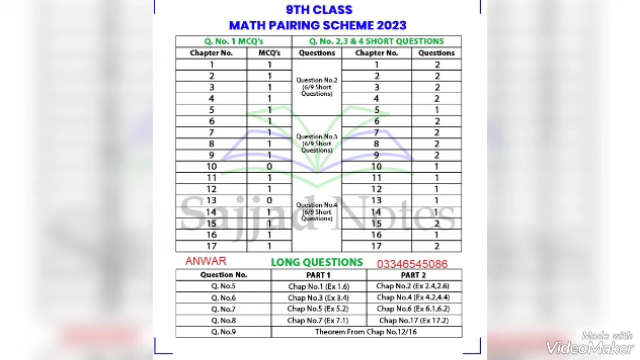 9TH CLASS
MATH PAIRING SCHEME 2023
Q. No. 1 MCQ's Q. No. 2,3 & 4 SHORT QUESTIONS
Chapter No. MCQ's Questions Chapter No. Questions
1 1 1 2
2 1 Question No.2 2 2
3 1 (6/9 Short 3 2
4 1 Questions) 4 2
5 1 5 1
6 1 6 2
7 1 Question No.3 7 2
8 1 (6/9 Short 8 2
9 1 Questions) 9 2
10 0 10 1
11 1 11 1
12 1 12 1
13 0 Question No.4 13 1
14 1 (6/9 Short 14 1
15 1 Questions) 15 2
16 1 16 1
17 1 17 2
Sajjad Notes
ANWAR LONG QUESTIONS 03346545086
Question No. PART 1 PART 2
Q. No.5 Chap No.1 (Ex 1.6) Chap No.2 (Ex 2.4,2.6)
Q. No.6 Chap No.3 (Ex 3.4) Chap No.4 (Ex 4.2,4.4)
Q. No.7 Chap No.5 (Ex 5.2) Chap No.6 (Ex 6.1,6.2)
Q. No.8 Chap No.7 (Ex 7.1) Chap No.17 (Ex 17.2)
Q. No.9 Theorem From Chap No.12/16
Made with
VideoShow